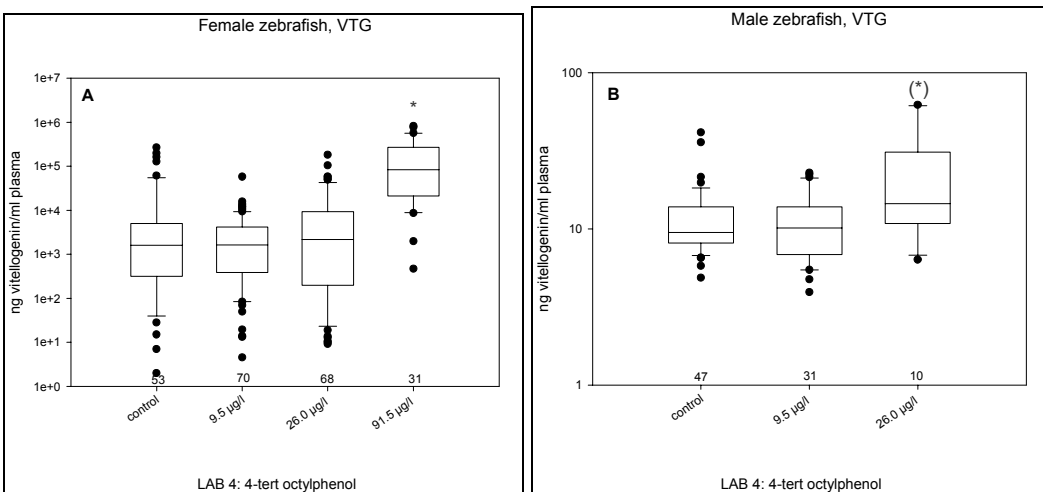 Female zebrafish, VTG
A
*
ng vitellogenin/ml plasma
1e+7
1e+6
1e+5
1e+4
1e+3
1e+2
1e+1
1e+0
53 70 68 31
control 9.5 µg/l 26.0 µg/l 91.5 µg/l
LAB 4: 4-tert octylphenol
Male zebrafish, VTG
B
(*)
ng vitellogenin/ml plasma
100
10
1
47 31 10
control 9.5 µg/l 26.0 µg/l
LAB 4: 4-tert octylphenol